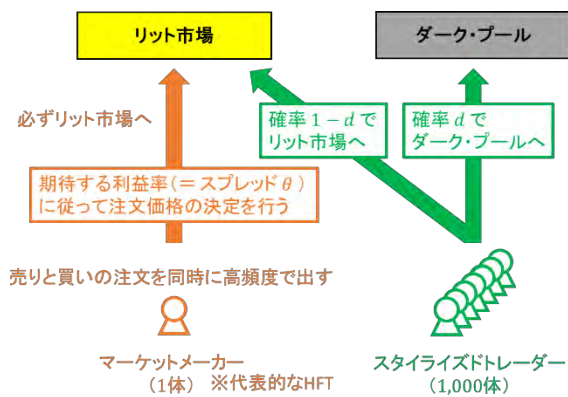 リット市場
ダーク・プール
必ずリット市場へ
確率 1－d で
リット市場へ
確率 d で
ダーク・プールへ
期待する利益率(＝スプレッド θ )
に従って注文価格の決定を行う
売りと買いの注文を同時に高頻度で出す
マーケットメーカー
(1体) ※代表的なHFT
スタイライズドトレーダー
(1,000体)